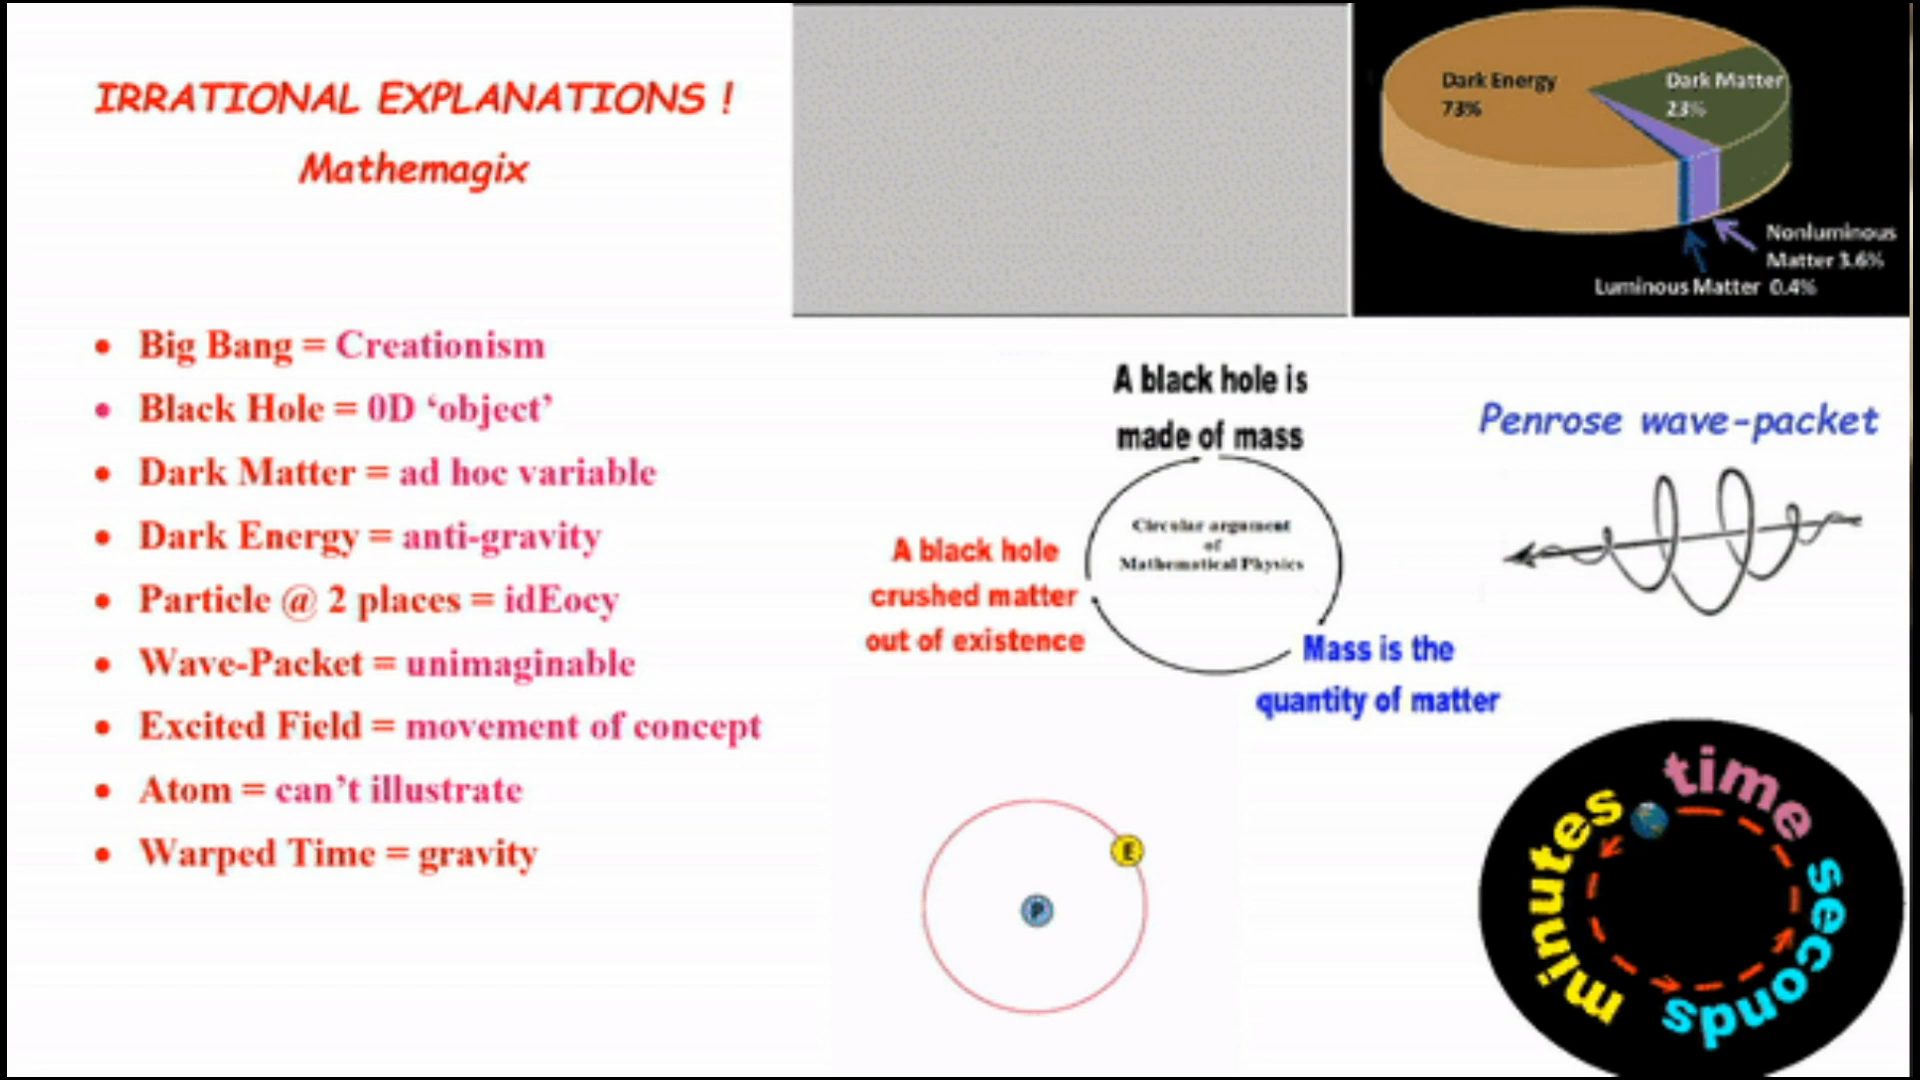 IRRATIONAL EXPLANATIONS !
Mathemagix
• Big Bang = Creationism
• Black Hole = 0D ‘object’
• Dark Matter = ad hoc variable
• Dark Energy = anti-gravity
• Particle @ 2 places = idEocy
• Wave-Packet = unimaginable
• Excited Field = movement of concept
• Atom = can’t illustrate
• Warped Time = gravity
Dark Energy
73%
Dark Matter
23%
Nonluminous
Matter 3.6%
Luminous Matter 0.4%
A black hole is
made of mass
Circular argument
of
Mathematical Physics
A black hole
crushed matter
out of existence
Mass is the
quantity of matter
Penrose wave-packet
E
P
time
minutes
seconds